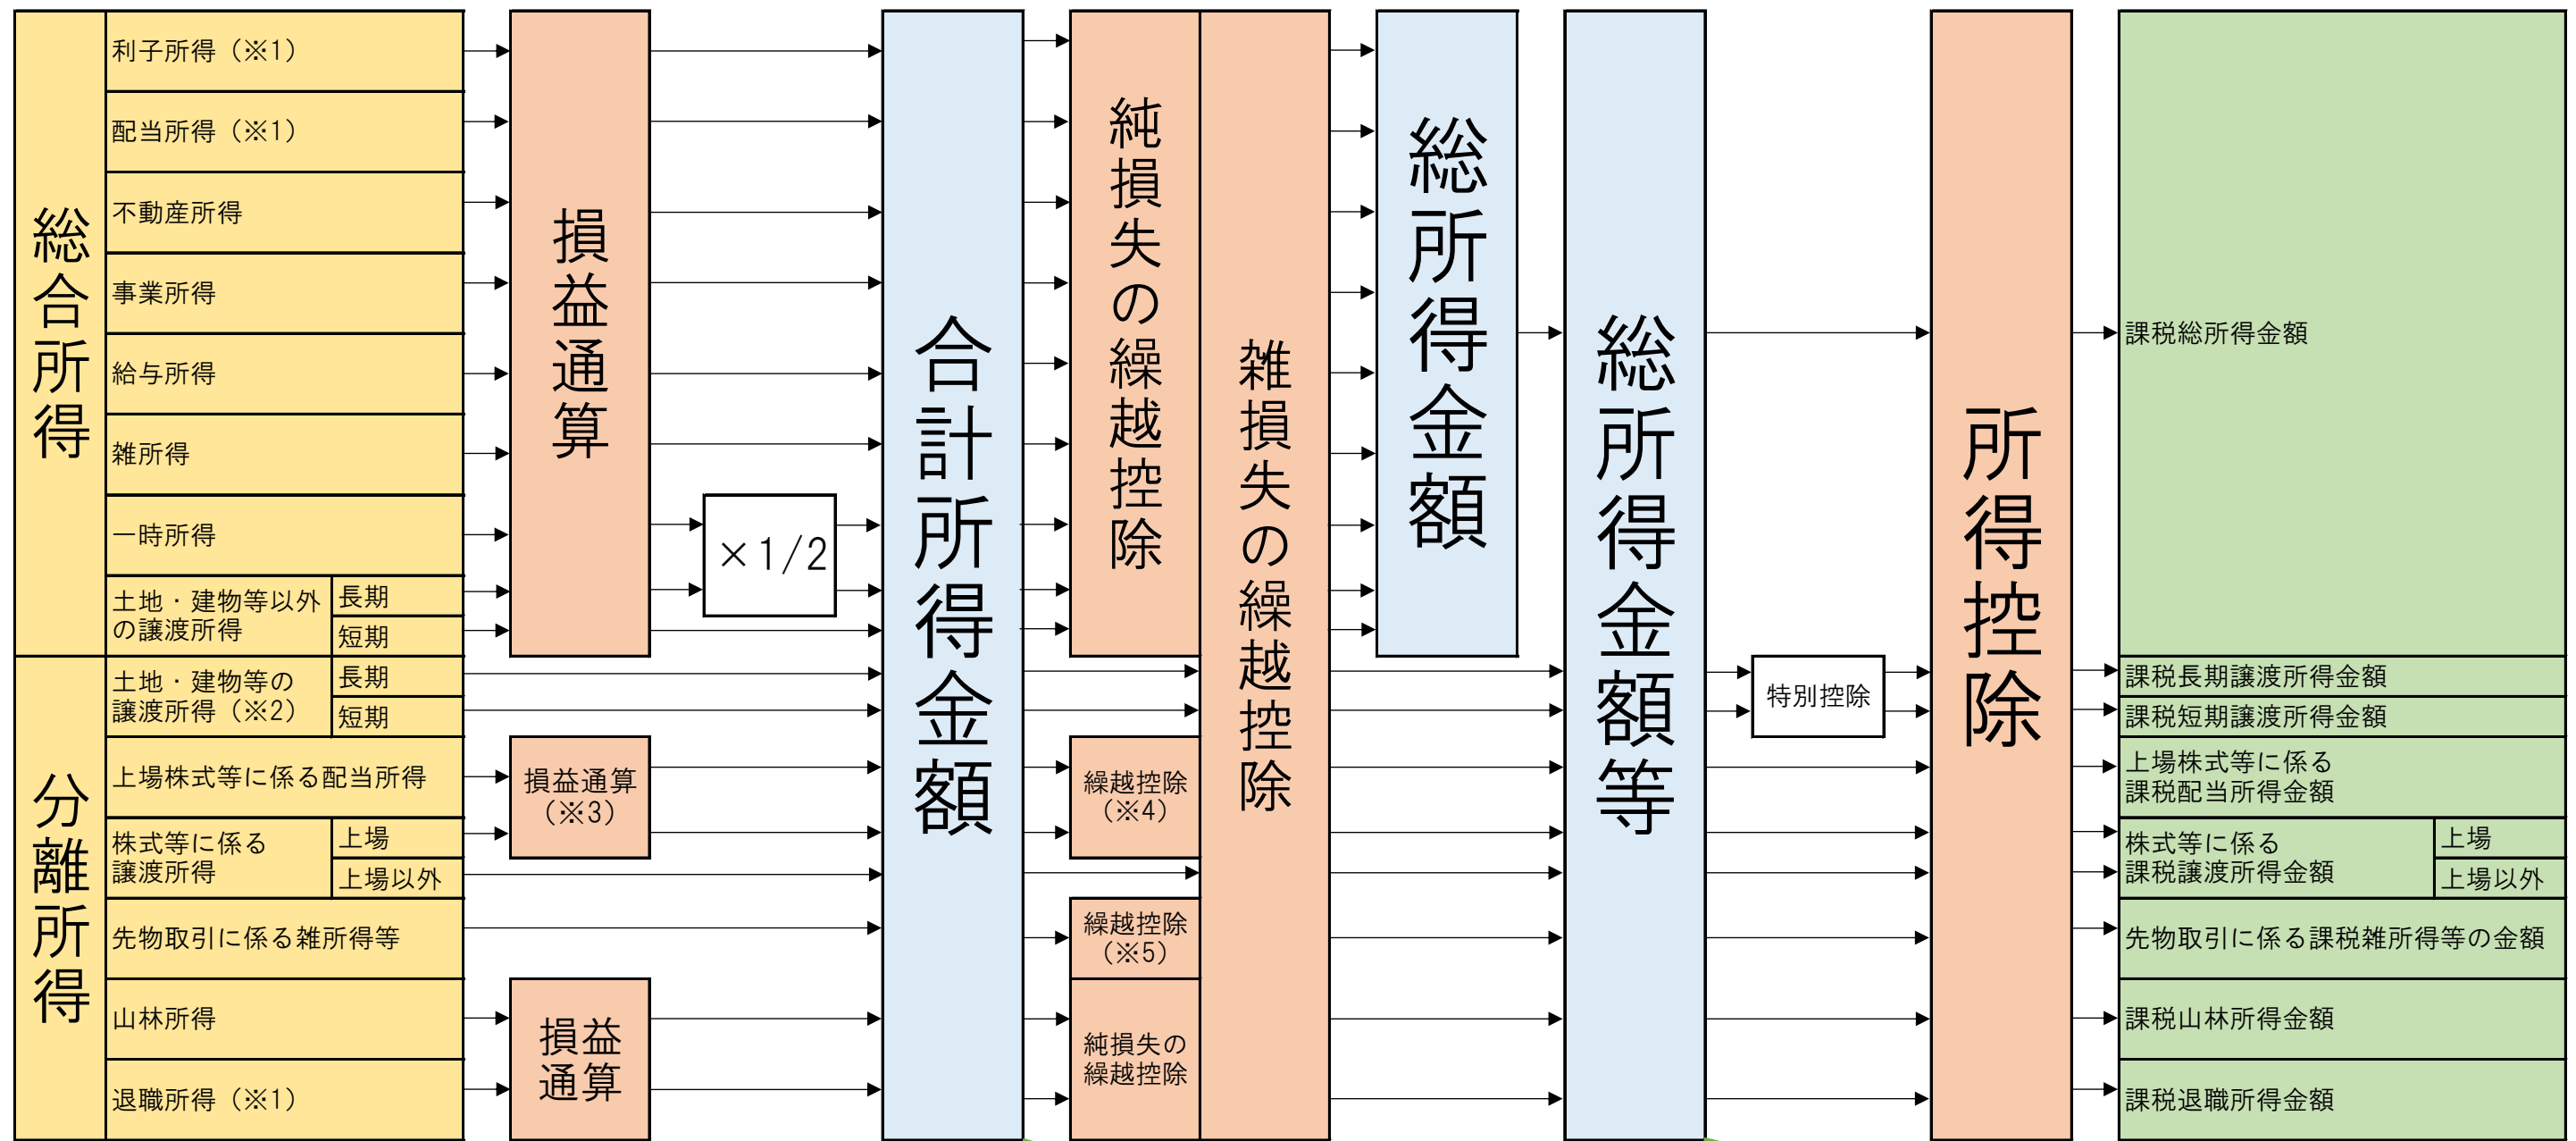 総合所得
利子所得（※1）
配当所得（※1）
不動産所得
事業所得
給与所得
雑所得
一時所得
土地・建物等以外
の譲渡所得
長期
短期
分離所得
土地・建物等の
譲渡所得（※2）
長期
短期
上場株式等に係る配当所得
株式等に係る
譲渡所得
上場
上場以外
先物取引に係る雑所得等
山林所得
退職所得（※1）
損益通算
損益通算
（※3）
損益
通算
×1/2
合計所得金額
純損失の繰越控除
繰越控除
（※4）
繰越控除
（※5）
純損失の
繰越控除
雑損失の繰越控除
総所得金額
総所得金額等
特別控除
所得控除
課税総所得金額
課税長期譲渡所得金額
課税短期譲渡所得金額
上場株式等に係る
課税配当所得金額
株式等に係る
課税譲渡所得金額
上場
上場以外
先物取引に係る課税雑所得等の金額
課税山林所得金額
課税退職所得金額